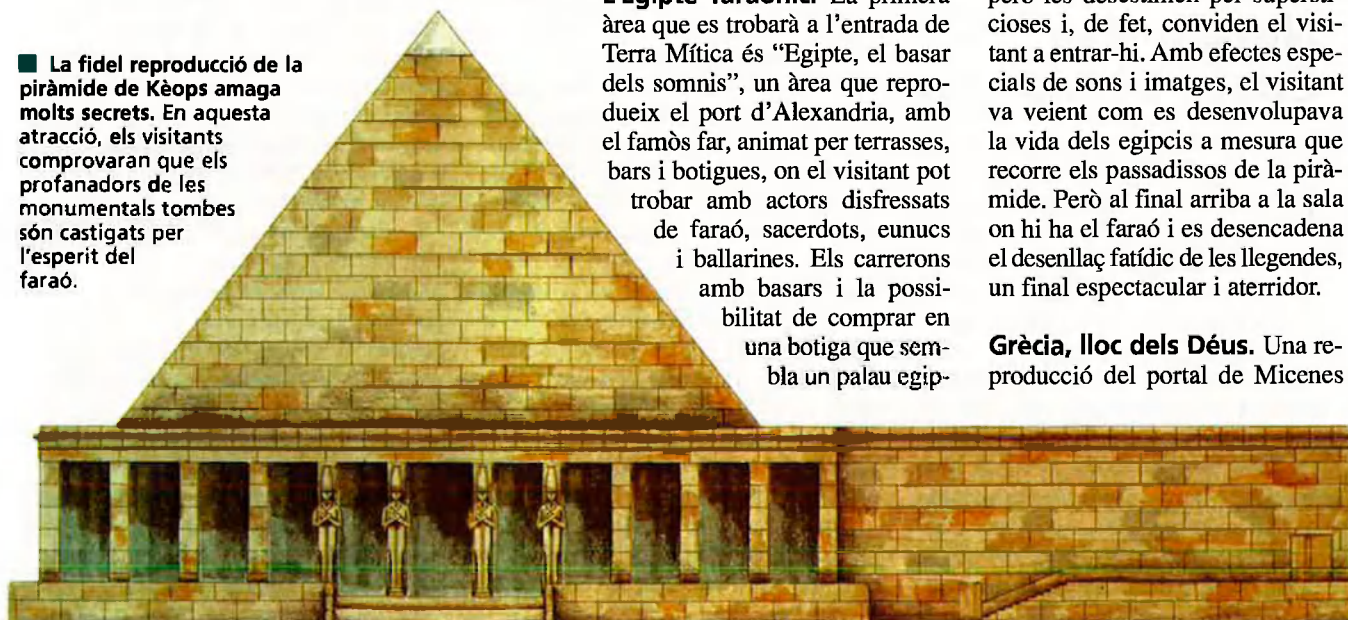 ■ La fidel reproducció de la
piràmide de Kèops amaga
molts secrets. En aquesta
atracció, els visitants
comprovaran que els
profanadors de les
monumentals tombes
són castigats per
l'esperit del
faraó.
La primera
àrea que es trobarà a l'entrada de
Terra Mítica és “Egipte, el basar
dels somnis”, un àrea que repro-
dueix el port d'Alexandria, amb
el famòs far, animat per terrasses,
bars i botigues, on el visitant pot
trobar amb actors disfressats
de faraó, sacerdots, eunucs
i ballarines. Els carrerons
amb basars i la possi-
bilitat de comprar en
una botiga que sem-
bla un palau egip-
però les desestimen per supersti-
cioses i, de fet, conviden el visi-
tant a entrar-hi. Amb efectes espe-
cials de sons i imatges, el visitant
va veient com es desenvolupava
la vida dels egipcis a mesura que
recorre els passadissos de la pirà-
mide. Però al final arriba a la sala
on hi ha el faraó i es desencadena
el desenllaç fatídic de les llegendes,
un final espectacular i aterridor.
Grècia, lloc dels Déus. Una re-
producció del portal de Micenes